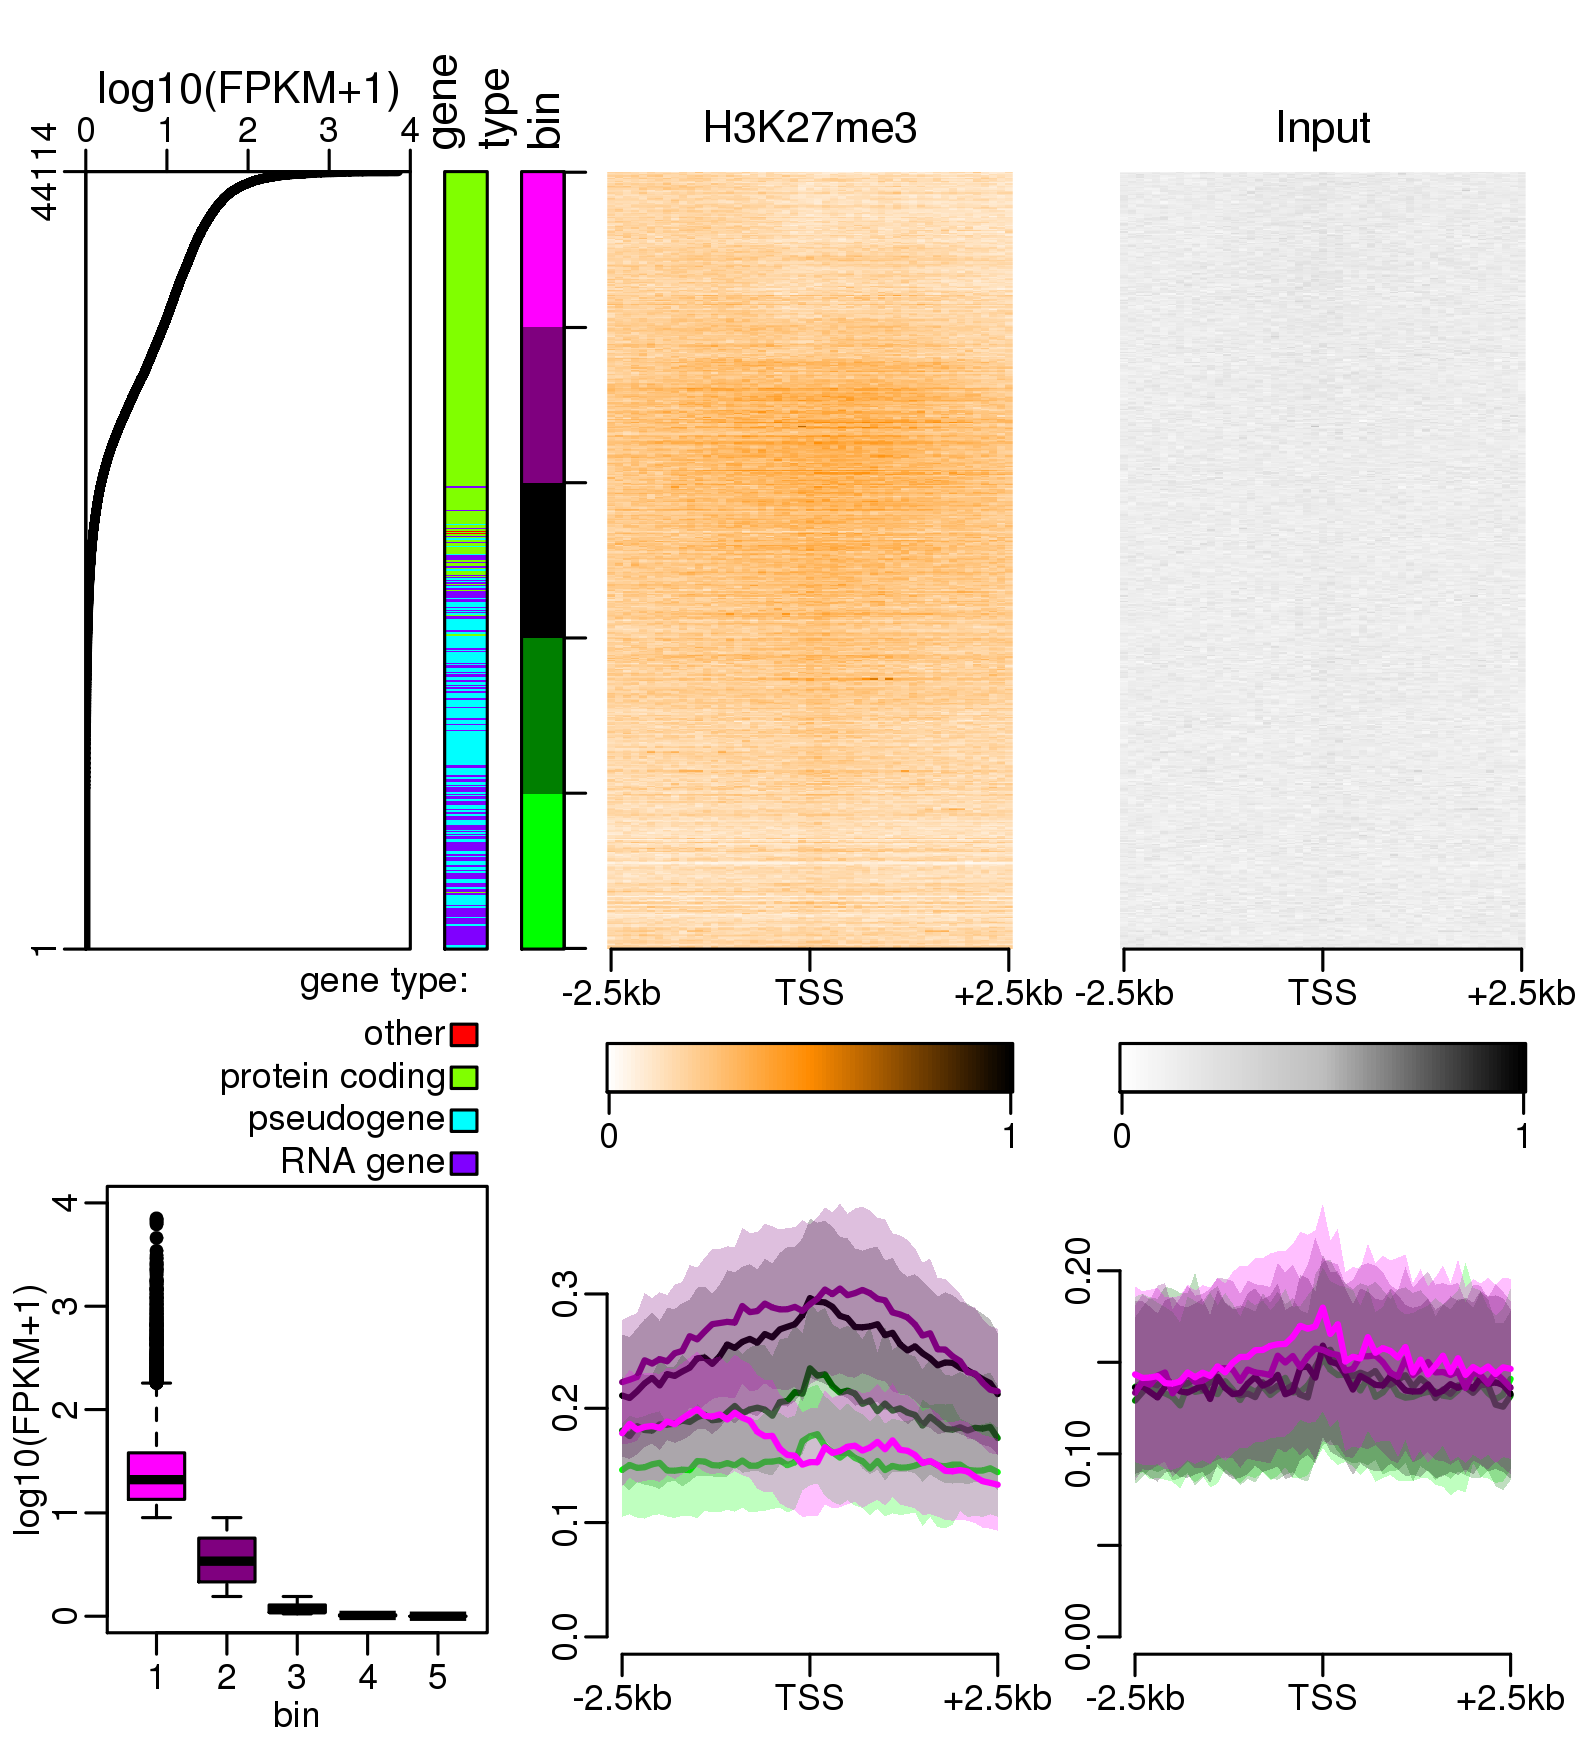 log10(FPKM+1)
0 1 2 3 4
44114
1
gene
type
bin
H3K27me3
Input
-2.5kb TSS +2.5kb
-2.5kb TSS +2.5kb
gene type:
other
protein coding
pseudogene
RNA gene
0 1
0 1
log10(FPKM+1)
4
3
2
1
0
1 2 3 4 5
bin
0.3
0.2
0.1
0.0
-2.5kb TSS +2.5kb
0.20
0.10
0.00
-2.5kb TSS +2.5kb